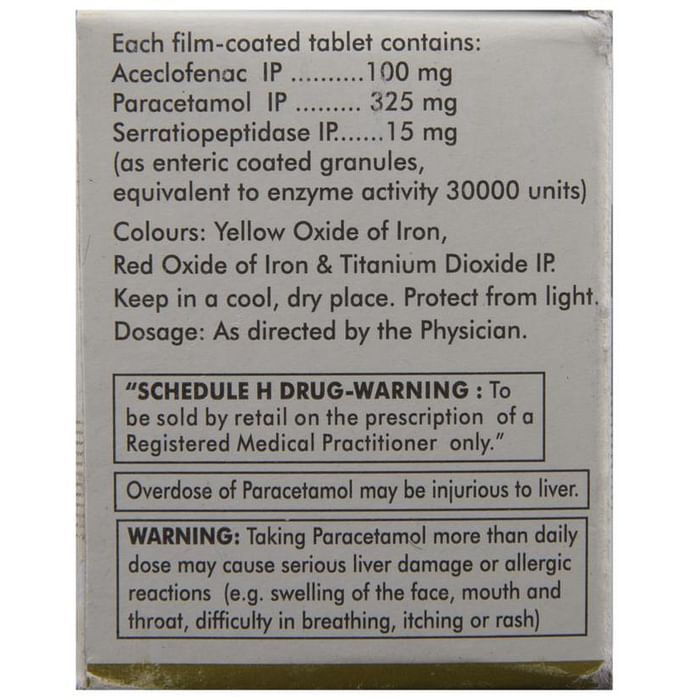 Each film-coated tablet contains:
Aceclofenac IP ..........100 mg
Paracetamol IP ......... 325 mg
Serratiopeptidase IP.......15 mg
(as enteric coated granules,
equivalent to enzyme activity 30000 units)
Colours: Yellow Oxide of Iron,
Red Oxide of Iron & Titanium Dioxide IP.
Keep in a cool, dry place. Protect from light.
Dosage: As directed by the Physician.
“SCHEDULE H DRUG-WARNING : To
be sold by retail on the prescription of a
Registered Medical Practitioner only.”
Overdose of Paracetamol may be injurious to liver.
WARNING: Taking Paracetamol more than daily
dose may cause serious liver damage or allergic
reactions (e.g. swelling of the face, mouth and
throat, difficulty in breathing, itching or rash)